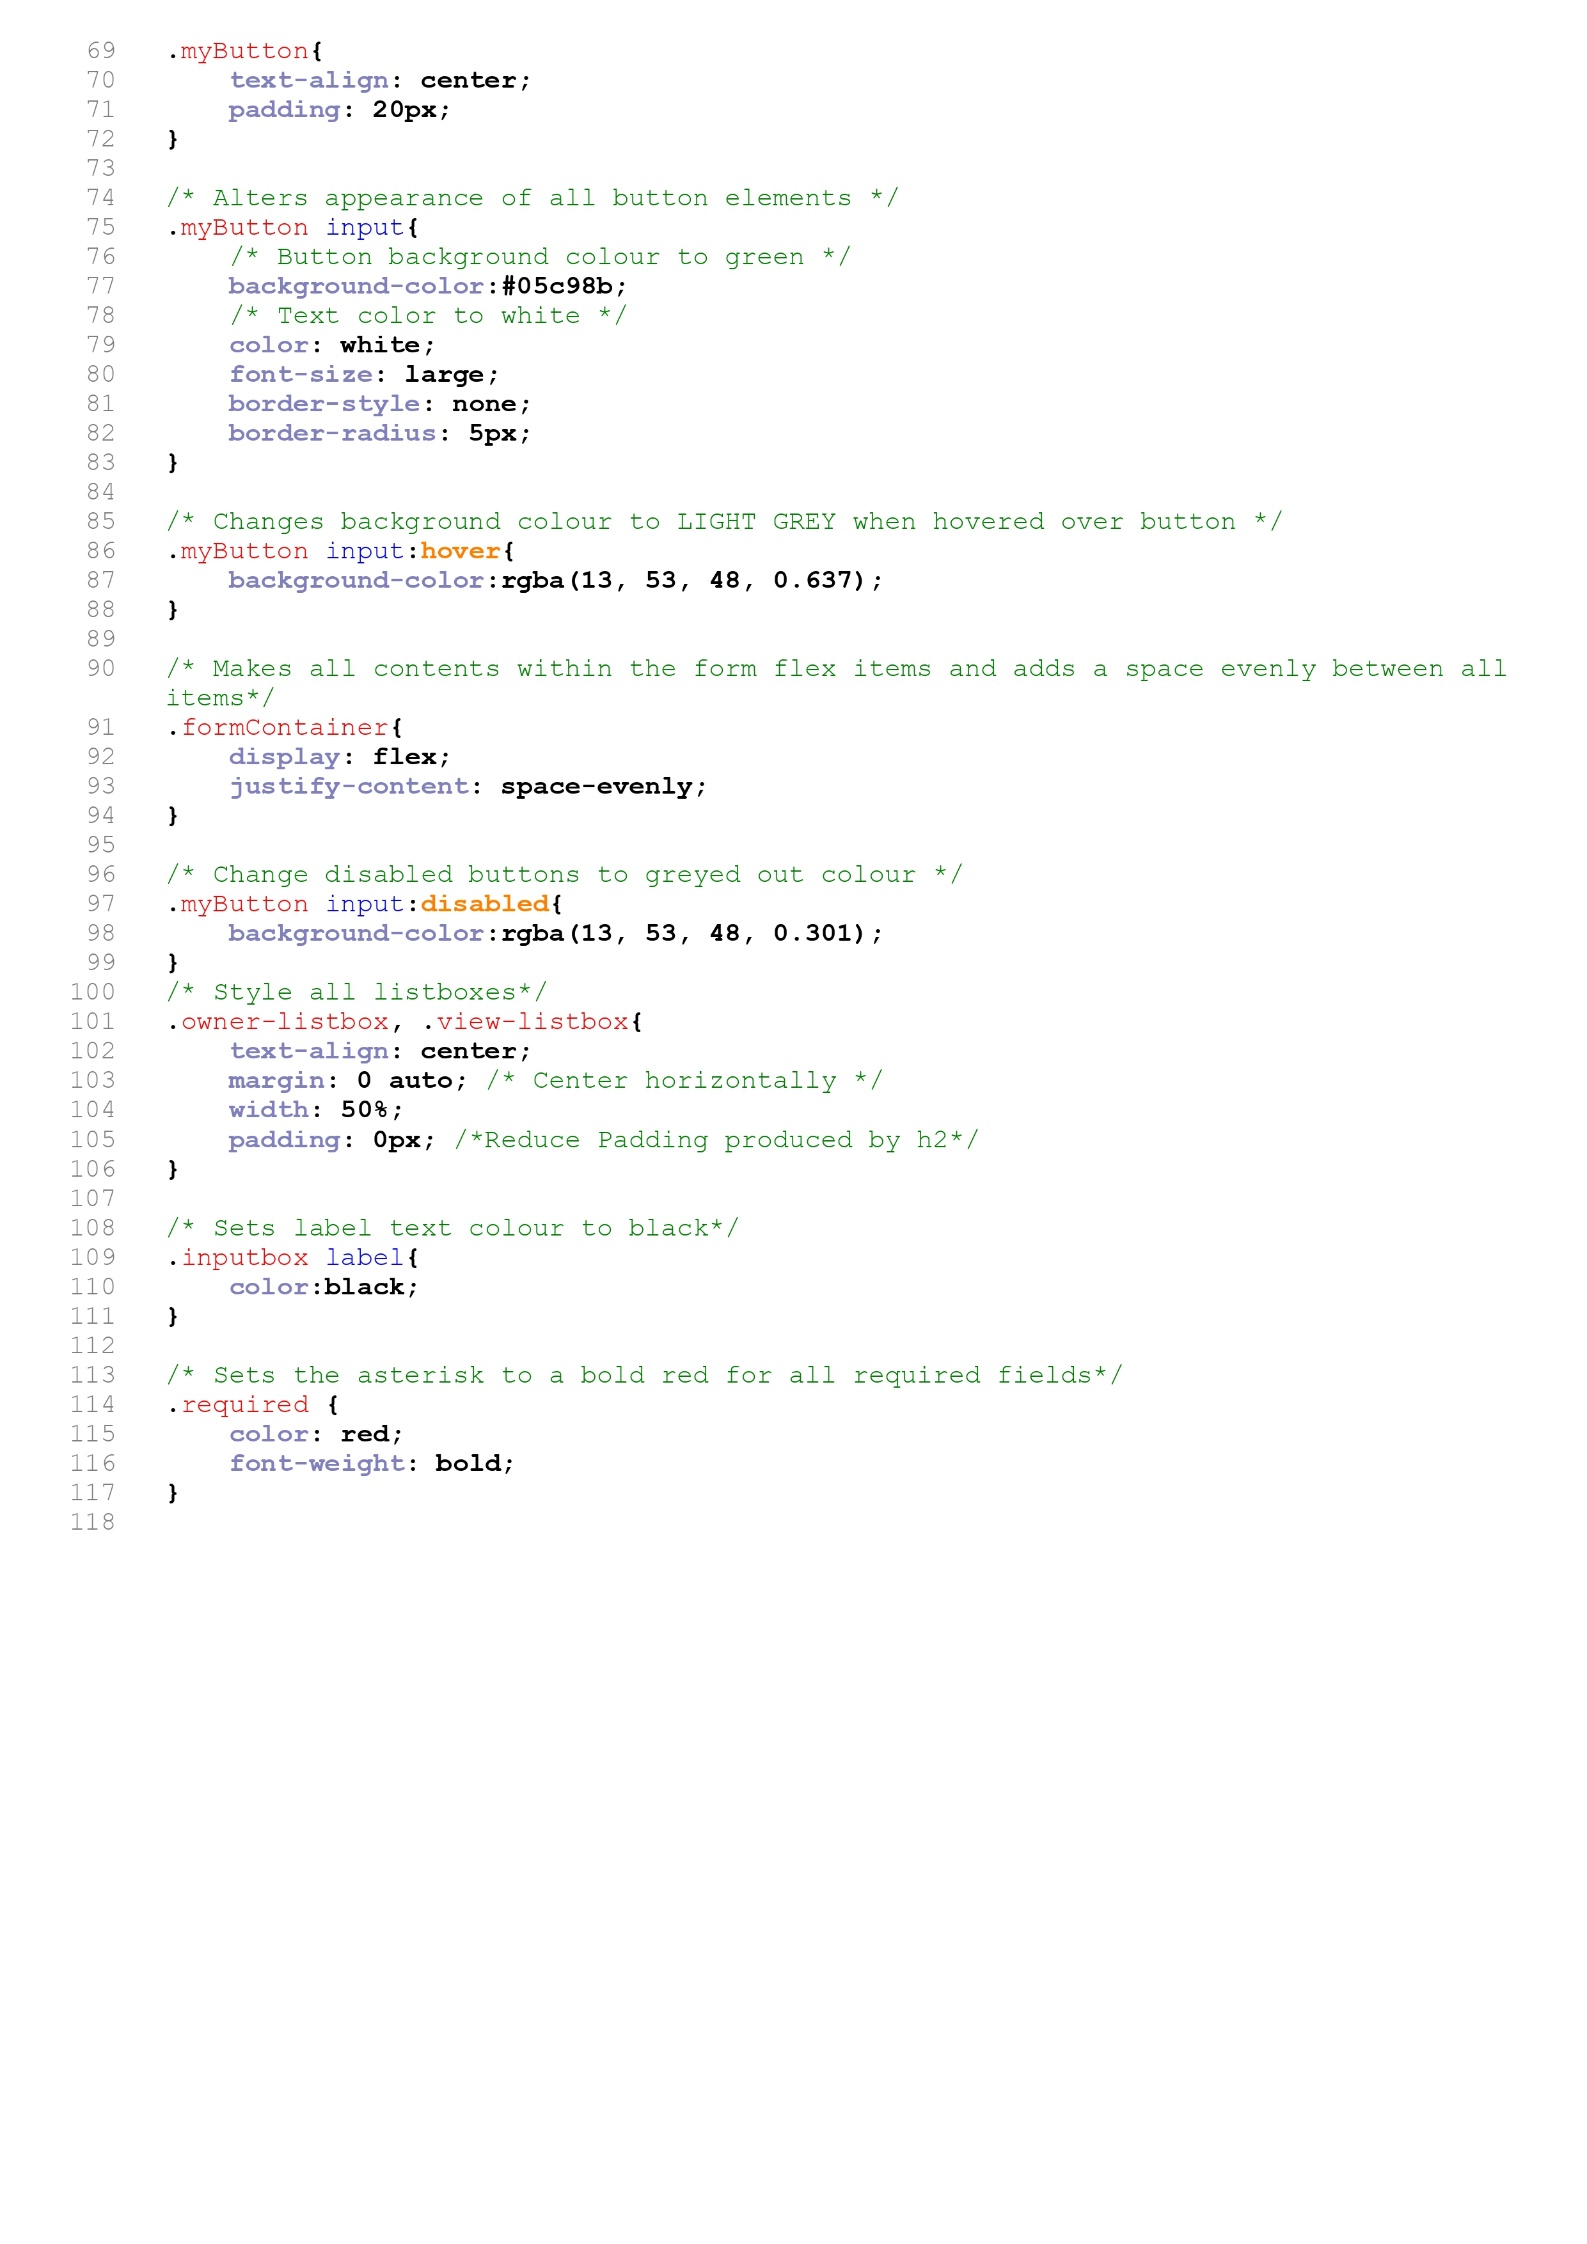 69 .myButton{
70 text-align: center;
71 padding: 20px;
72 }
73
74 /* Alters appearance of all button elements */
75 .myButton input{
76 /* Button background colour to green */
77 background-color:#05c98b;
78 /* Text color to white */
79 color: white;
80 font-size: large;
81 border-style: none;
82 border-radius: 5px;
83 }
84
85 /* Changes background colour to LIGHT GREY when hovered over button */
86 .myButton input:hover{
87 background-color:rgba(13, 53, 48, 0.637);
88 }
89
90 /* Makes all contents within the form flex items and adds a space evenly between all
items*/
91 .formContainer{
92 display: flex;
93 justify-content: space-evenly;
94 }
95
96 /* Change disabled buttons to greyed out colour */
97 .myButton input:disabled{
98 background-color:rgba(13, 53, 48, 0.301);
99 }
100 /* Style all listboxes*/
101 .owner-listbox, .view-listbox{
102 text-align: center;
103 margin: 0 auto; /* Center horizontally */
104 width: 50%;
105 padding: 0px; /*Reduce Padding produced by h2*/
106 }
107
108 /* Sets label text colour to black*/
109 .inputbox label{
110 color:black;
111 }
112
113 /* Sets the asterisk to a bold red for all required fields*/
114 .required {
115 color: red;
116 font-weight: bold;
117 }
118